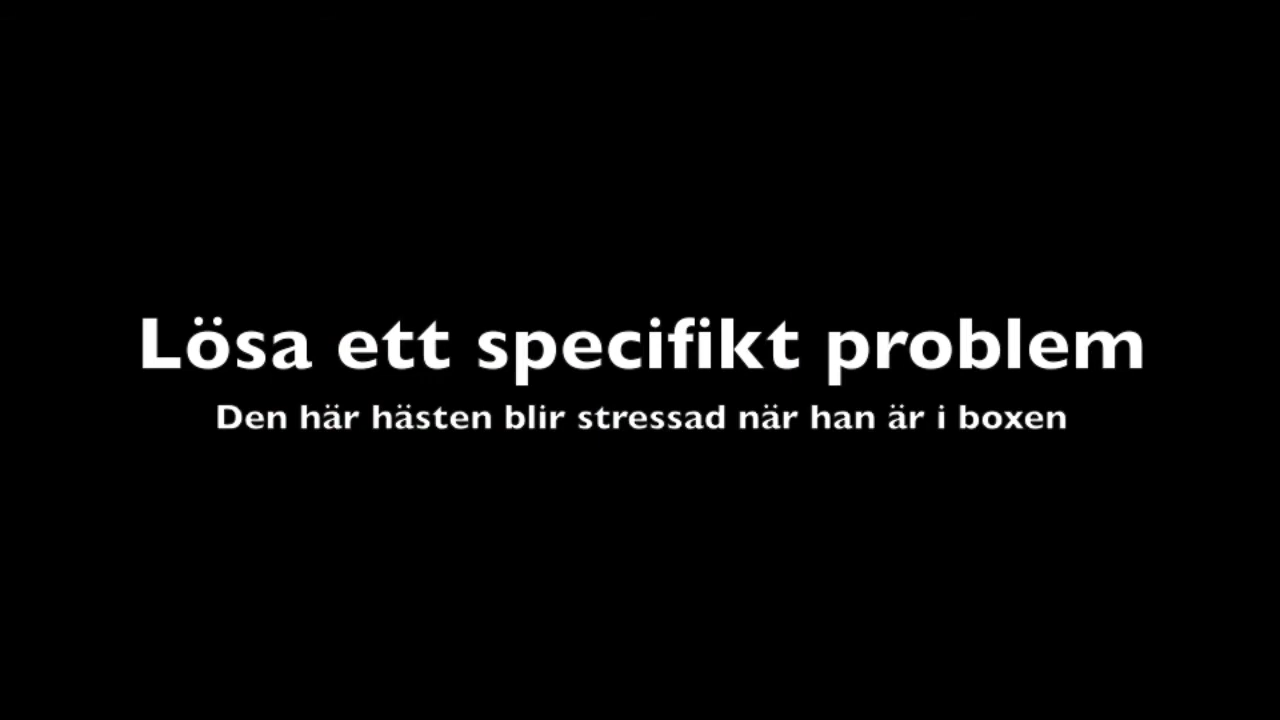 Lösa ett specifikt problem
Den här hästen blir stressad när han är i boxen